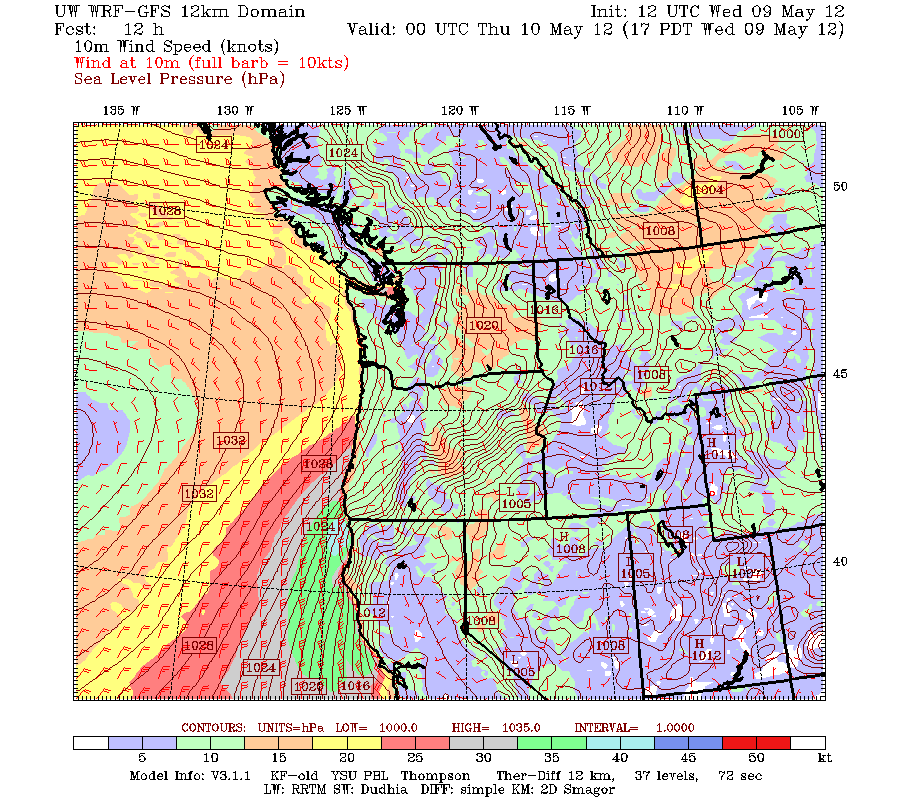 UW WRF-GFS 12km Domain Init: 12 UTC Wed 09 May 12
Fcst: 12 h Valid: 00 UTC Thu 10 May 12 (17 PDT Wed 09 May 12)
10m Wind Speed (knots)
Wind at 10m (full barb = 10kts)
Sea Level Pressure (hPa)
135 W 130 W 125 W 120 W 115 W 110 W 105 W
1000
1024 1024
50
1004
1028
1008
1016
1020
1016
1008 45
1012
1032
H
1011
1028
1032
L
1005
1024
H
1008
1008
40
1005
L
1007
1012
1008
1028 1008
H
1012
1024
L
1005
1020 1016
CONTOURS: UNITS=hPa LOW= 1000.0 HIGH= 1035.0 INTERVAL= 1.0000
5 10 15 20 25 30 35 40 45 50 kt
Model Info: V3.1.1 KF-old YSU PBL Thompson Ther-Diff 12 km, 37 levels, 72 sec
LW: RRTM SW: Dudhia DIFF: simple KM: 2D Smagor